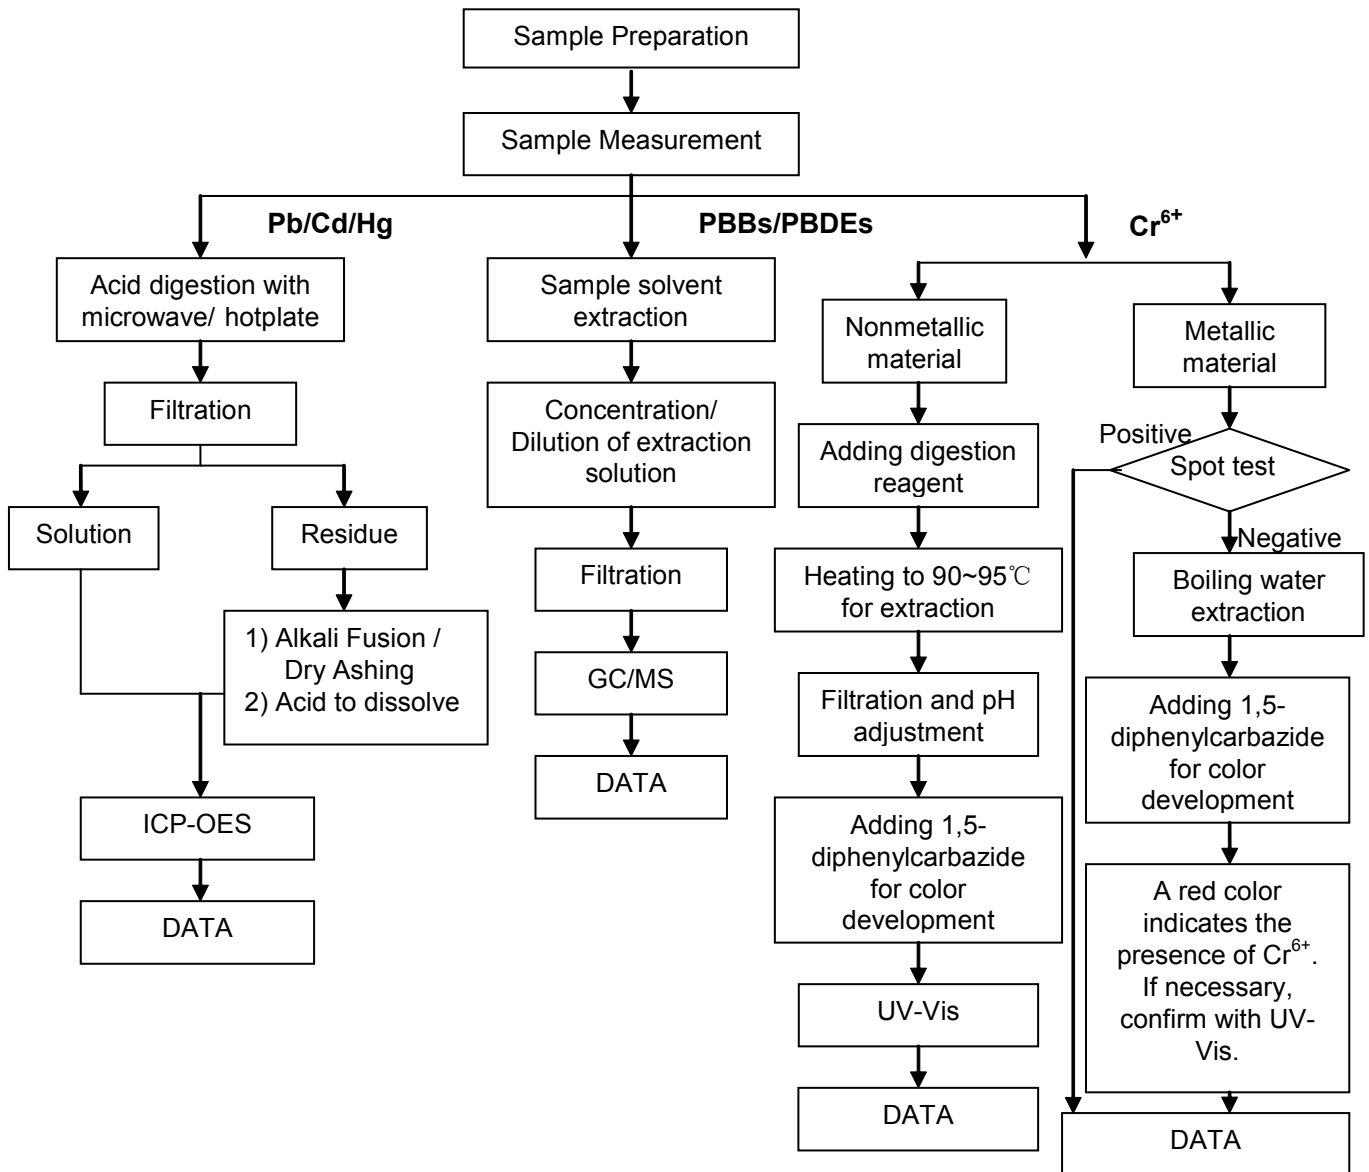 Sample Preparation
Sample Measurement
Pb/Cd/Hg
PBBs/PBDEs
Cr⁶⁺
Acid digestion with
microwave/ hotplate
Filtration
Solution
Residue
1) Alkali Fusion /
Dry Ashing
2) Acid to dissolve
ICP-OES
DATA
Sample solvent
extraction
Concentration/
Dilution of extraction
solution
Filtration
GC/MS
DATA
Nonmetallic
material
Adding digestion
reagent
Heating to 90~95℃
for extraction
Filtration and pH
adjustment
Adding 1,5-
diphenylcarbazide
for color
development
UV-Vis
DATA
Metallic
material
Positive
Spot test
Negative
Boiling water
extraction
Adding 1,5-
diphenylcarbazide
for color
development
A red color
indicates the
presence of Cr⁶⁺.
If necessary,
confirm with UV-
Vis.
DATA